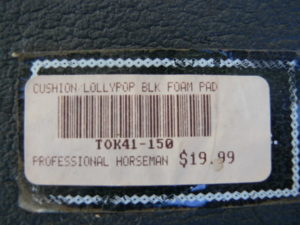 CUSHION LOLLYPOP BLK FOAM PAD
TOK41-150
PROFESSIONAL HORSEMAN $19.99